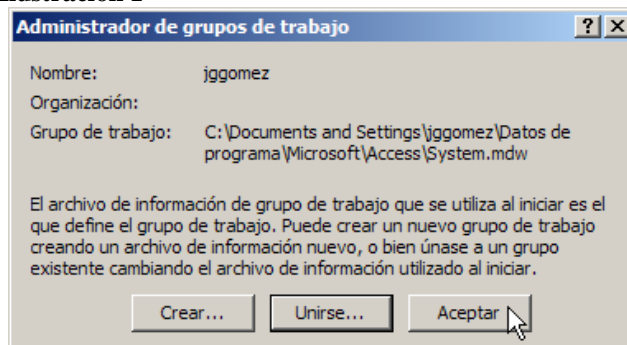 Administrador de grupos de trabajo
Nombre: jggomez
Organización:
Grupo de trabajo: C:\Documents and Settings\jggomez\Datos de
programa\Microsoft\Access\System.mdw
El archivo de información de grupo de trabajo que se utiliza al iniciar es el
que define el grupo de trabajo. Puede crear un nuevo grupo de trabajo
creando un archivo de información nuevo, o bien únase a un grupo
existente cambiando el archivo de información utilizado al iniciar.
Crear... Unirse... Aceptar